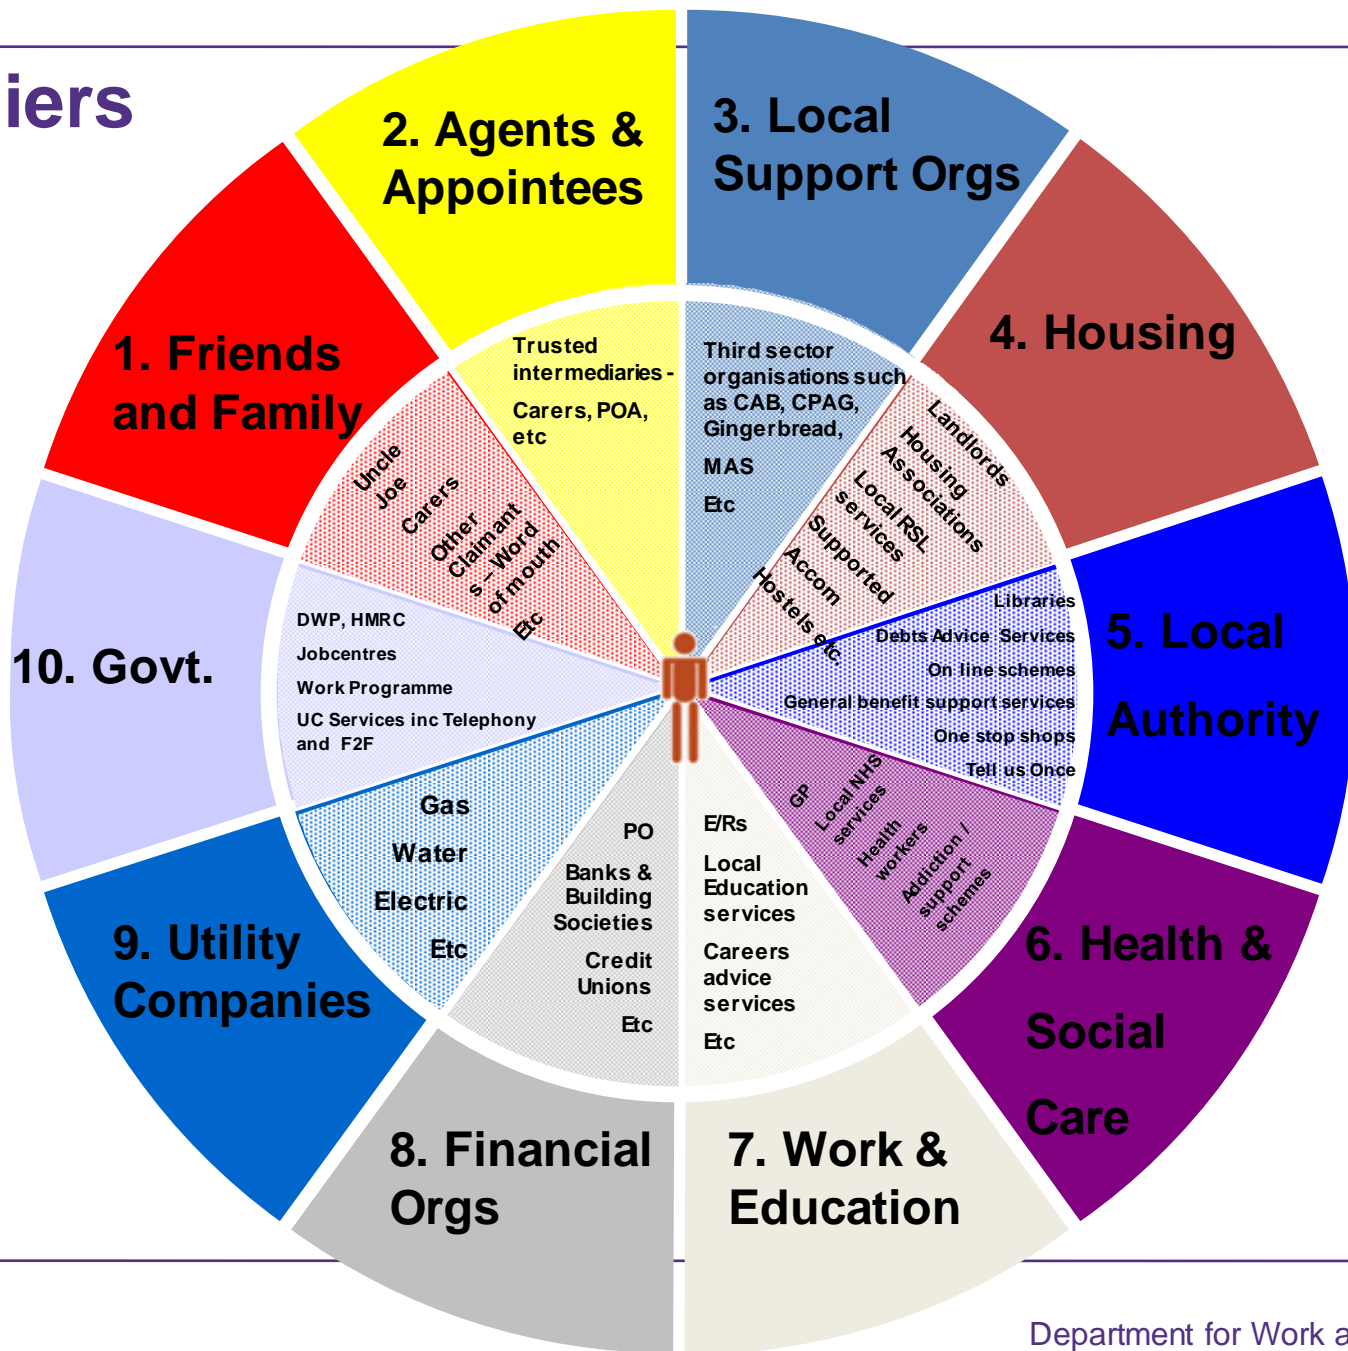 iers
1. Friends
and Family
Uncle
Joe
Carers
Other
Claimant
s – Word
of mouth
Etc
2. Agents &
Appointees
Trusted
intermediaries -
Carers, POA,
etc
3. Local
Support Orgs
Third sector
organisations such
as CAB, CPAG,
Gingerbread,
MAS
Etc
4. Housing
Landlords
Housing
Associations
Local RSL
services
Supported
Accom
Hostels etc.
5. Local
Authority
Libraries
Debts Advice Services
On line schemes
General benefit support services
One stop shops
Tell us Once
6. Health &
Social
Care
GP
Local NHS
services
Health
workers
Addiction /
support
schemes
7. Work &
Education
E/Rs
Local
Education
services
Careers
advice
services
Etc
8. Financial
Orgs
PO
Banks &
Building
Societies
Credit
Unions
Etc
9. Utility
Companies
Gas
Water
Electric
Etc
10. Govt.
DWP, HMRC
Jobcentres
Work Programme
UC Services inc Telephony
and F2F
Department for Work a